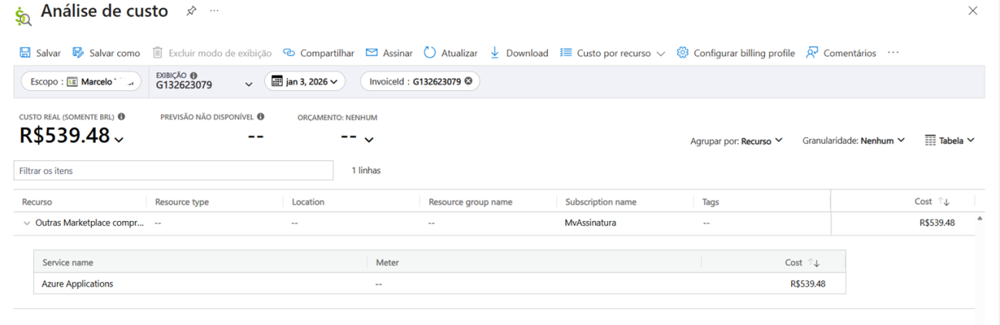 Análise de custo
Salvar Salvar como Excluir modo de exibição Compartilhar Assinar Atualizar Download Custo por recurso Configurar billing profile Comentários
Escopo : Marcelo EXIBIÇÃO G132623079 jan 3, 2026 InvoiceId : G132623079
CUSTO REAL (SOMENTE BRL) PREVISÃO NÃO DISPONÍVEL ORÇAMENTO: NENHUM
R$539.48 -- --
Agrupar por: Recurso Granularidade: Nenhum Tabela
Filtrar os itens 1 linhas
Recurso Resource type Location Resource group name Subscription name Tags Cost
Outras Marketplace compr... -- -- -- MvAssinatura -- R$539.48
Service name Meter Cost
Azure Applications -- R$539.48